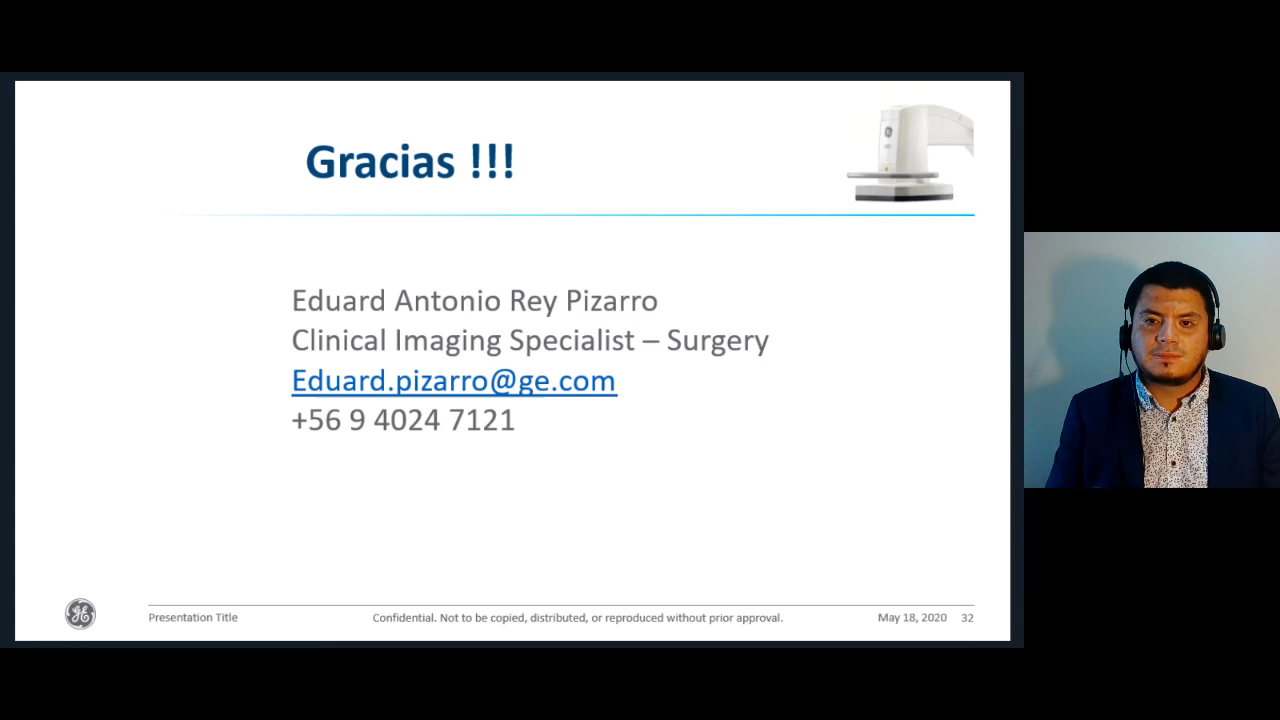 Gracias !!!
Eduard Antonio Rey Pizarro
Clinical Imaging Specialist – Surgery
Eduard.pizarro@ge.com
+56 9 4024 7121
Presentation Title
Confidential. Not to be copied, distributed, or reproduced without prior approval.
May 18, 2020
32